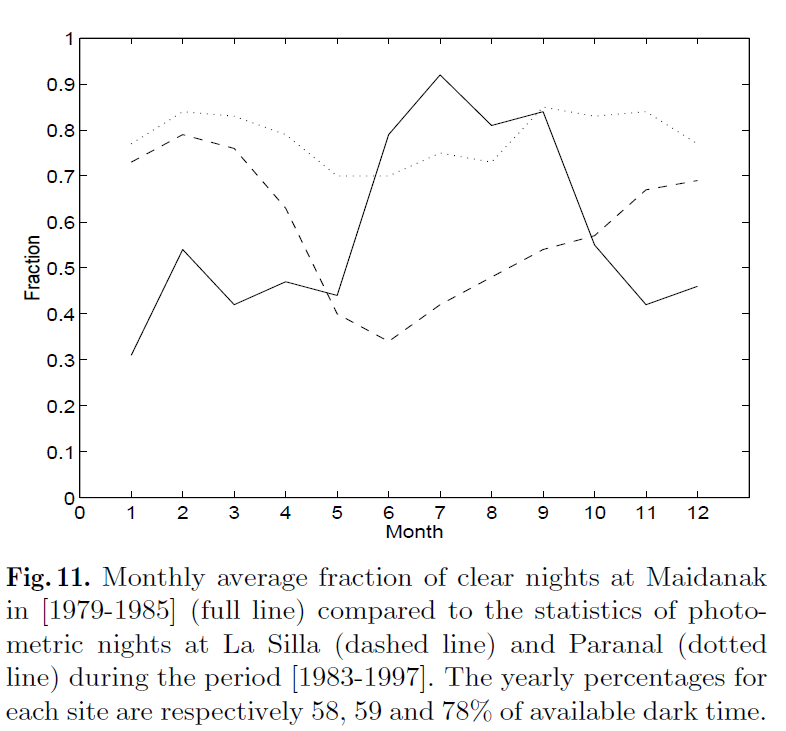 1
0.9
0.8
0.7
0.6
0.5
0.4
0.3
0.2
0.1
0
Fraction
0 1 2 3 4 5 6 7 8 9 10 11 12
Month
Fig. 11. Monthly average fraction of clear nights at Maidanak
in [1979-1985] (full line) compared to the statistics of photo-
metric nights at La Silla (dashed line) and Paranal (dotted
line) during the period [1983-1997]. The yearly percentages for
each site are respectively 58, 59 and 78% of available dark time.